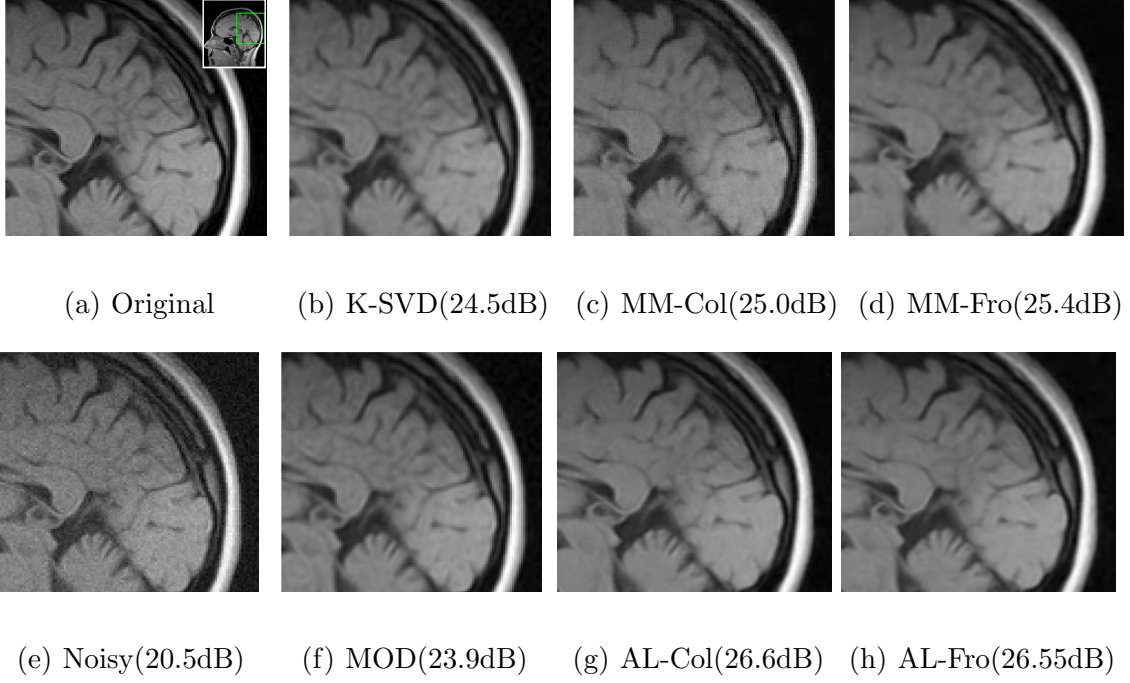 (a) Original
(b) K-SVD(24.5dB)
(c) MM-Col(25.0dB)
(d) MM-Fro(25.4dB)
(e) Noisy(20.5dB)
(f) MOD(23.9dB)
(g) AL-Col(26.6dB)
(h) AL-Fro(26.55dB)